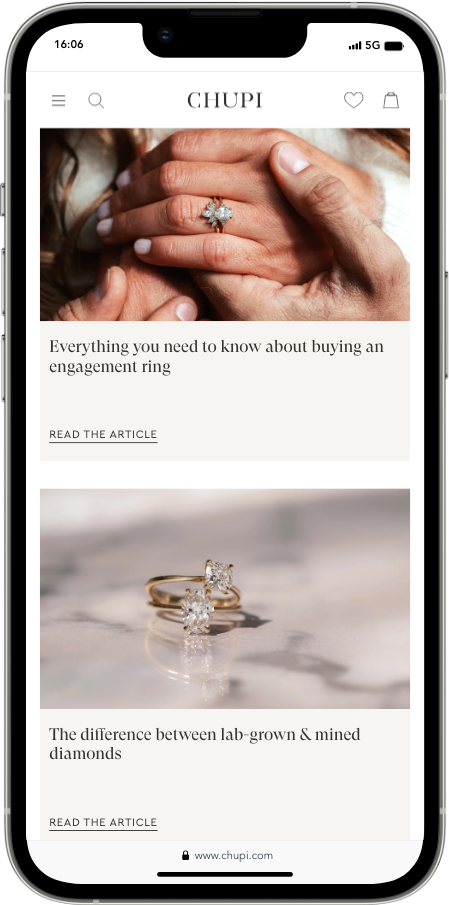 16:06
5G
CHUPI
Everything you need to know about buying an
engagement ring
READ THE ARTICLE
The difference between lab-grown & mined
diamonds
READ THE ARTICLE
www.chupi.com